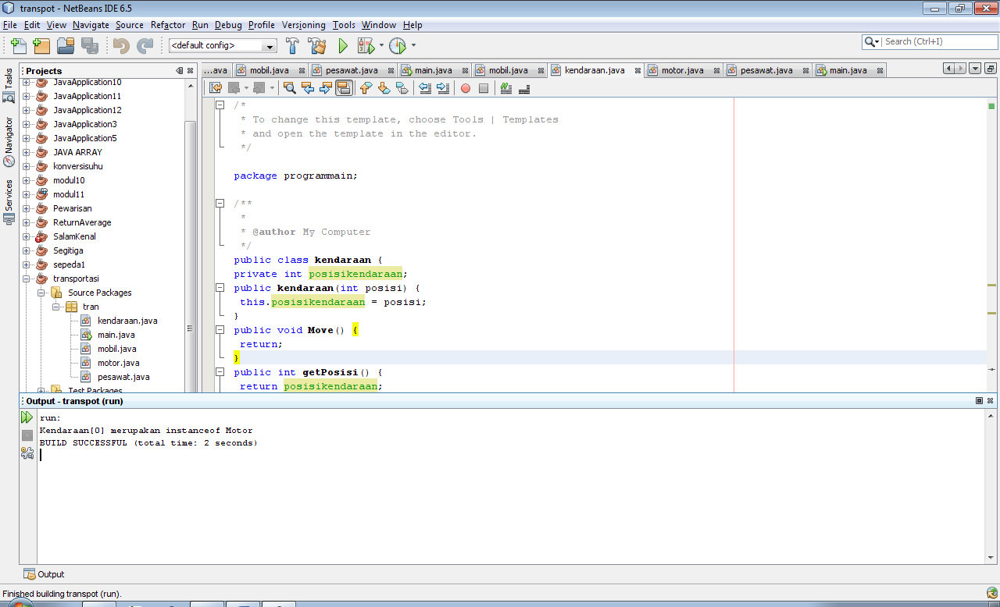 transpot - NetBeans IDE 6.5
File Edit View Navigate Source Refactor Run Debug Profile Versioning Tools Window Help
<default config>
Search (Ctrl+I)
Tasks
Navigator
Services
Projects
JavaApplication10
JavaApplication11
JavaApplication12
JavaApplication3
JavaApplication5
JAVA ARRAY
konversisuhu
modul10
modul11
Pewarisan
ReturnAverage
SalamKenal
Segitiga
sepeda1
transportasi
Source Packages
tran
kendaraan.java
main.java
mobil.java
motor.java
pesawat.java
Test Packages
...ava mobil.java pesawat.java main.java mobil.java kendaraan.java motor.java pesawat.java main.java
/*
* To change this template, choose Tools | Templates
* and open the template in the editor.
*/
package programmain;
/**
*
* @author My Computer
*/
public class kendaraan {
private int posisikendaraan;
public kendaraan(int posisi) {
this.posisikendaraan = posisi;
}
public void Move() {
return;
}
public int getPosisi() {
return posisikendaraan;
Output - transpot (run)
run:
Kendaraan[0] merupakan instanceof Motor
BUILD SUCCESSFUL (total time: 2 seconds)
Output
Finished building transpot (run).